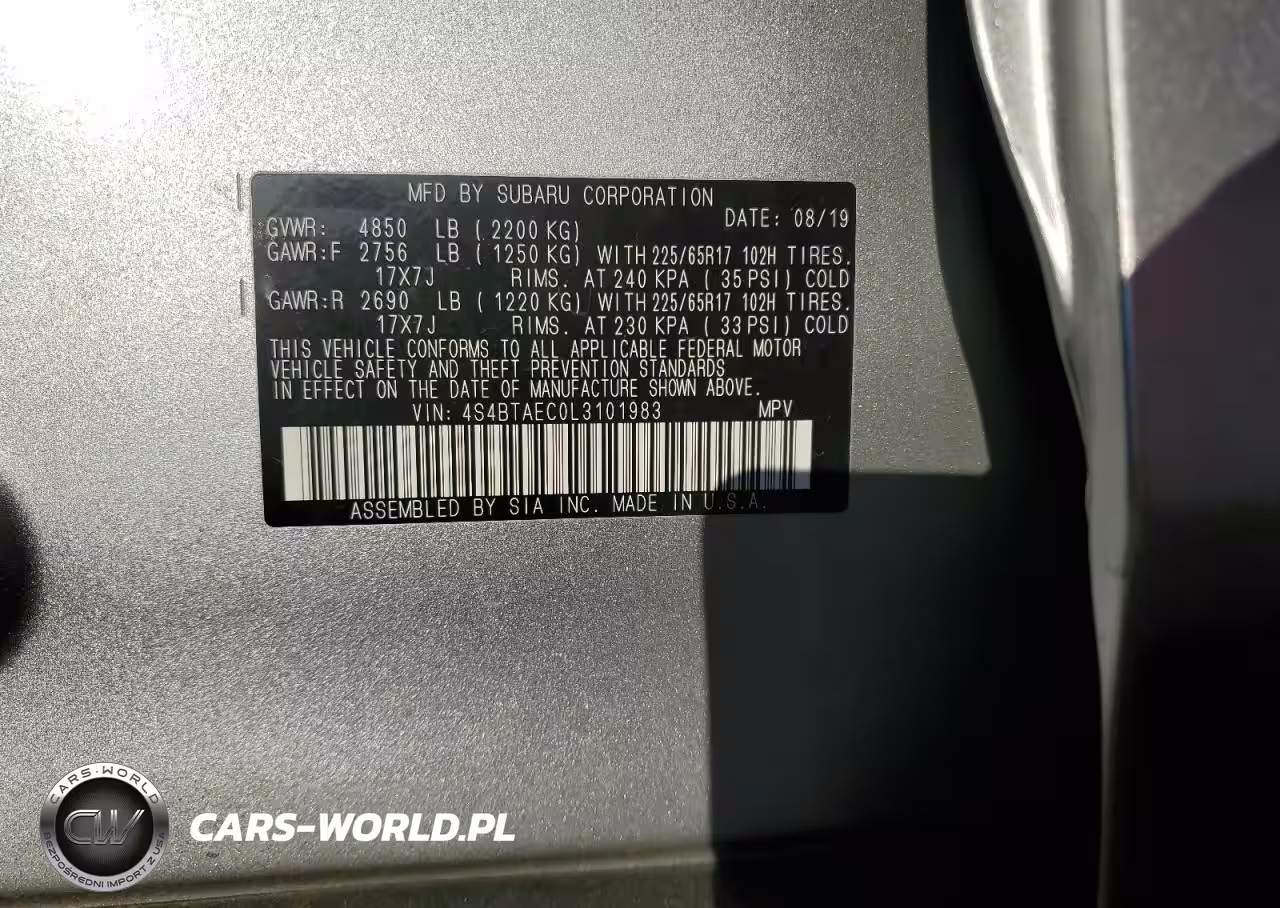 MFD BY SUBARU CORPORATION
DATE: 08/19
GVWR: 4850 LB ( 2200 KG)
GAWR:F 2756 LB ( 1250 KG) WITH 225/65R17 102H TIRES.
17X7J RIMS. AT 240 KPA ( 35 PSI) COLD
GAWR:R 2690 LB ( 1220 KG) WITH 225/65R17 102H TIRES.
17X7J RIMS. AT 230 KPA ( 33 PSI) COLD
THIS VEHICLE CONFORMS TO ALL APPLICABLE FEDERAL MOTOR
VEHICLE SAFETY AND THEFT PREVENTION STANDARDS
IN EFFECT ON THE DATE OF MANUFACTURE SHOWN ABOVE.
VIN: 4S4BTAEC0L3101983 MPV
ASSEMBLED BY SIA INC. MADE IN U.S.A.
CARS-WORLD
CW
BEZPOŚREDNI IMPORT Z USA
CARS-WORLD.PL